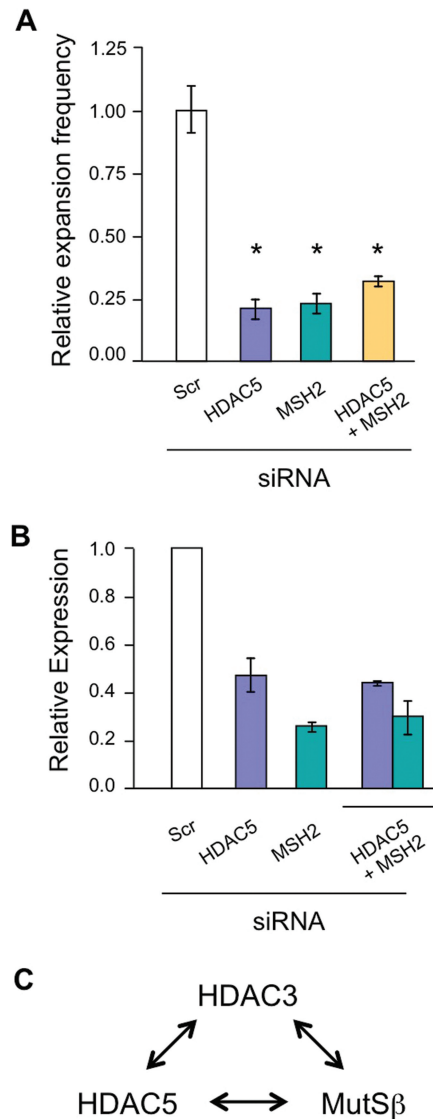 A
Relative expansion frequency
1.25
1.00
0.75
0.50
0.25
0.00
* * *
Scr
HDAC5
MSH2
HDAC5
+ MSH2
siRNA
B
Relative Expression
1.0
0.8
0.6
0.4
0.2
0.0
Scr
HDAC5
MSH2
HDAC5
+ MSH2
siRNA
C
HDAC3
HDAC5 MutSβ